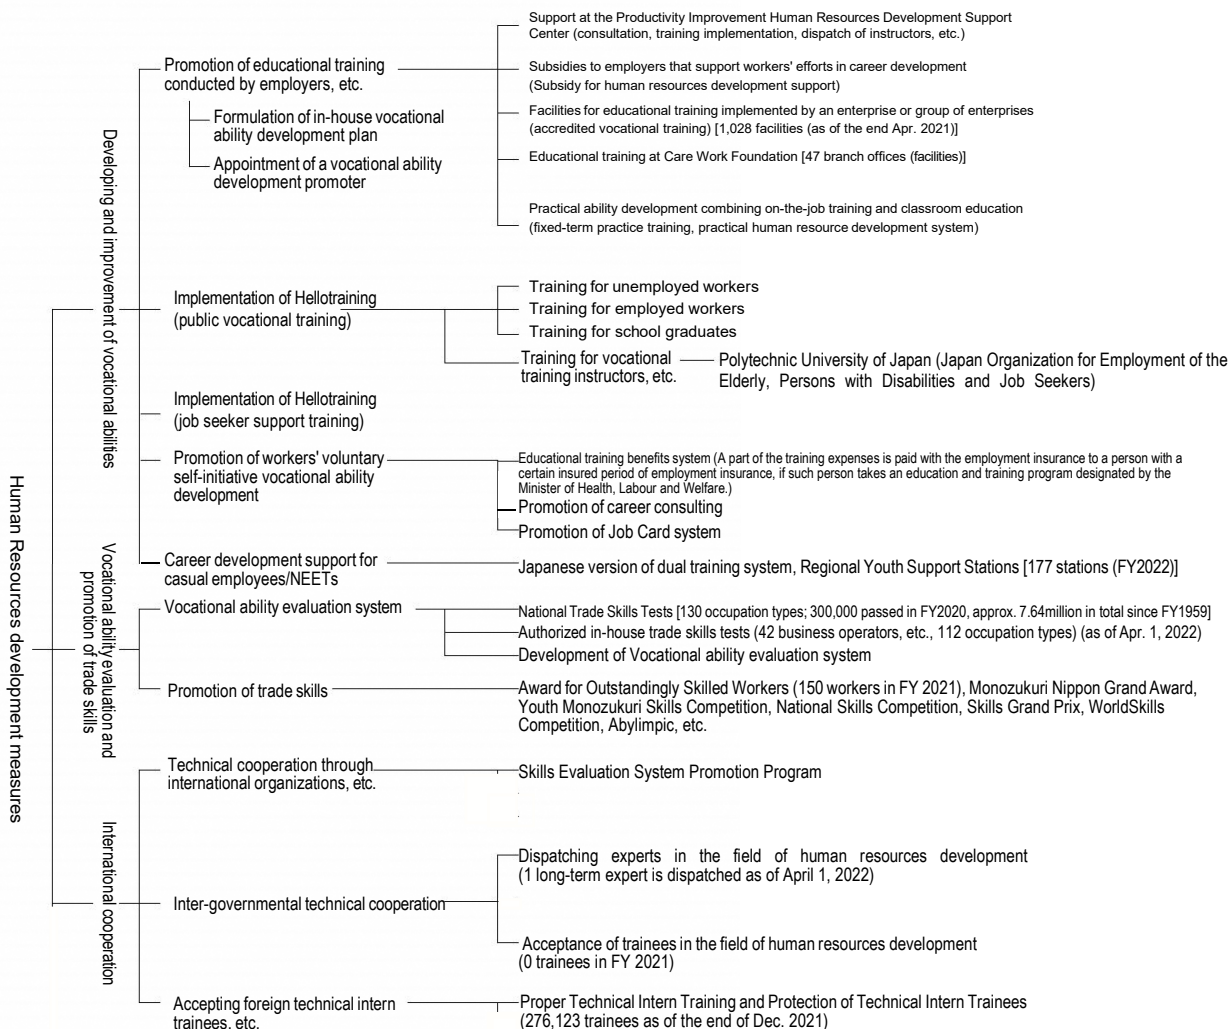 Human Resources development measures
Developing and improvement of vocational abilities
Promotion of educational training
conducted by employers, etc.
Formulation of in-house vocational
ability development plan
Appointment of a vocational ability
development promoter
Support at the Productivity Improvement Human Resources Development Support
Center (consultation, training implementation, dispatch of instructors, etc.)
Subsidies to employers that support workers' efforts in career development
(Subsidy for human resources development support)
Facilities for educational training implemented by an enterprise or group of enterprises
(accredited vocational training) [1,028 facilities (as of the end Apr. 2021)]
Educational training at Care Work Foundation [47 branch offices (facilities)]
Practical ability development combining on-the-job training and classroom education
(fixed-term practice training, practical human resource development system)
Implementation of Hellotraining
(public vocational training)
Training for unemployed workers
Training for employed workers
Training for school graduates
Training for vocational
training instructors, etc.
Polytechnic University of Japan (Japan Organization for Employment of the
Elderly, Persons with Disabilities and Job Seekers)
Implementation of Hellotraining
(job seeker support training)
Promotion of workers' voluntary
self-initiative vocational ability
development
Educational training benefits system (A part of the training expenses is paid with the employment insurance to a person with a
certain insured period of employment insurance, if such person takes an education and training program designated by the
Minister of Health, Labour and Welfare.)
Promotion of career consulting
Promotion of Job Card system
Career development support for
casual employees/NEETs
Japanese version of dual training system, Regional Youth Support Stations [177 stations (FY2022)]
Vocational ability evaluation and
promotion of trade skills
Vocational ability evaluation system
National Trade Skills Tests [130 occupation types; 300,000 passed in FY2020, approx. 7.64million in total since FY1959]
Authorized in-house trade skills tests (42 business operators, etc., 112 occupation types) (as of Apr. 1, 2022)
Development of Vocational ability evaluation system
Promotion of trade skills
Award for Outstandingly Skilled Workers (150 workers in FY 2021), Monozukuri Nippon Grand Award,
Youth Monozukuri Skills Competition, National Skills Competition, Skills Grand Prix, WorldSkills
Competition, Abylimpic, etc.
International cooperation
Technical cooperation through
international organizations, etc.
Skills Evaluation System Promotion Program
Inter-governmental technical cooperation
Dispatching experts in the field of human resources development
(1 long-term expert is dispatched as of April 1, 2022)
Acceptance of trainees in the field of human resources development
(0 trainees in FY 2021)
Accepting foreign technical intern
trainees, etc.
Proper Technical Intern Training and Protection of Technical Intern Trainees
(276,123 trainees as of the end of Dec. 2021)